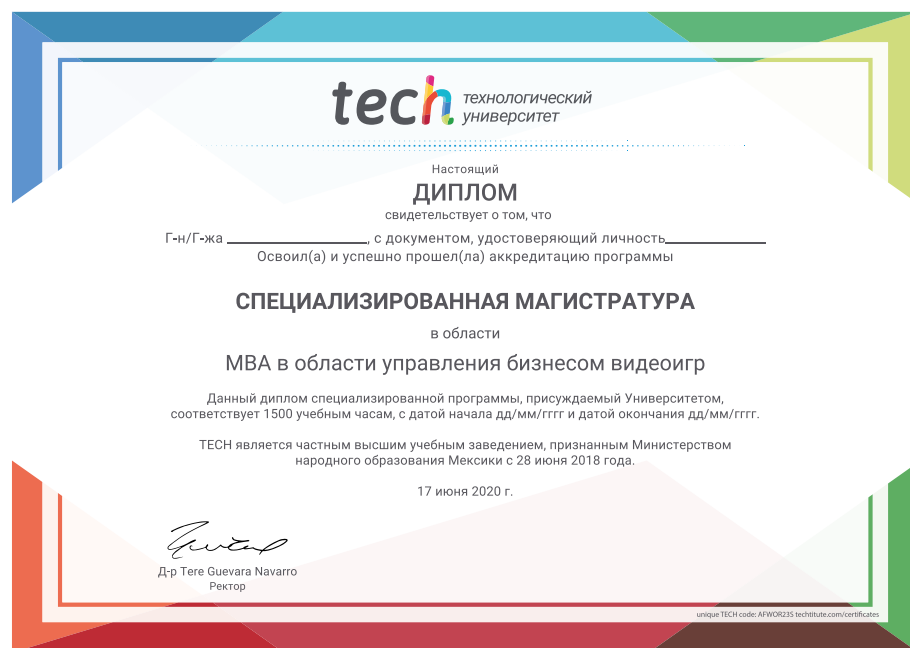 tech технологический
университет
Настоящий
ДИПЛОМ
свидетельствует о том, что
Г-н/Г-жа ____________________, с документом, удостоверяющий личность_______________
Освоил(а) и успешно прошел(ла) аккредитацию программы
СПЕЦИАЛИЗИРОВАННАЯ МАГИСТРАТУРА
в области
MBA в области управления бизнесом видеоигр
Данный диплом специализированной программы, присуждаемый Университетом,
соответствует 1500 учебным часам, с датой начала дд/мм/гггг и датой окончания дд/мм/гггг.
TECH является частным высшим учебным заведением, признанным Министерством
народного образования Мексики с 28 июня 2018 года.
17 июня 2020 г.
Д-р Tere Guevara Navarro
Ректор
unique TECH code: AFWOR23S techtitute.com/certificates